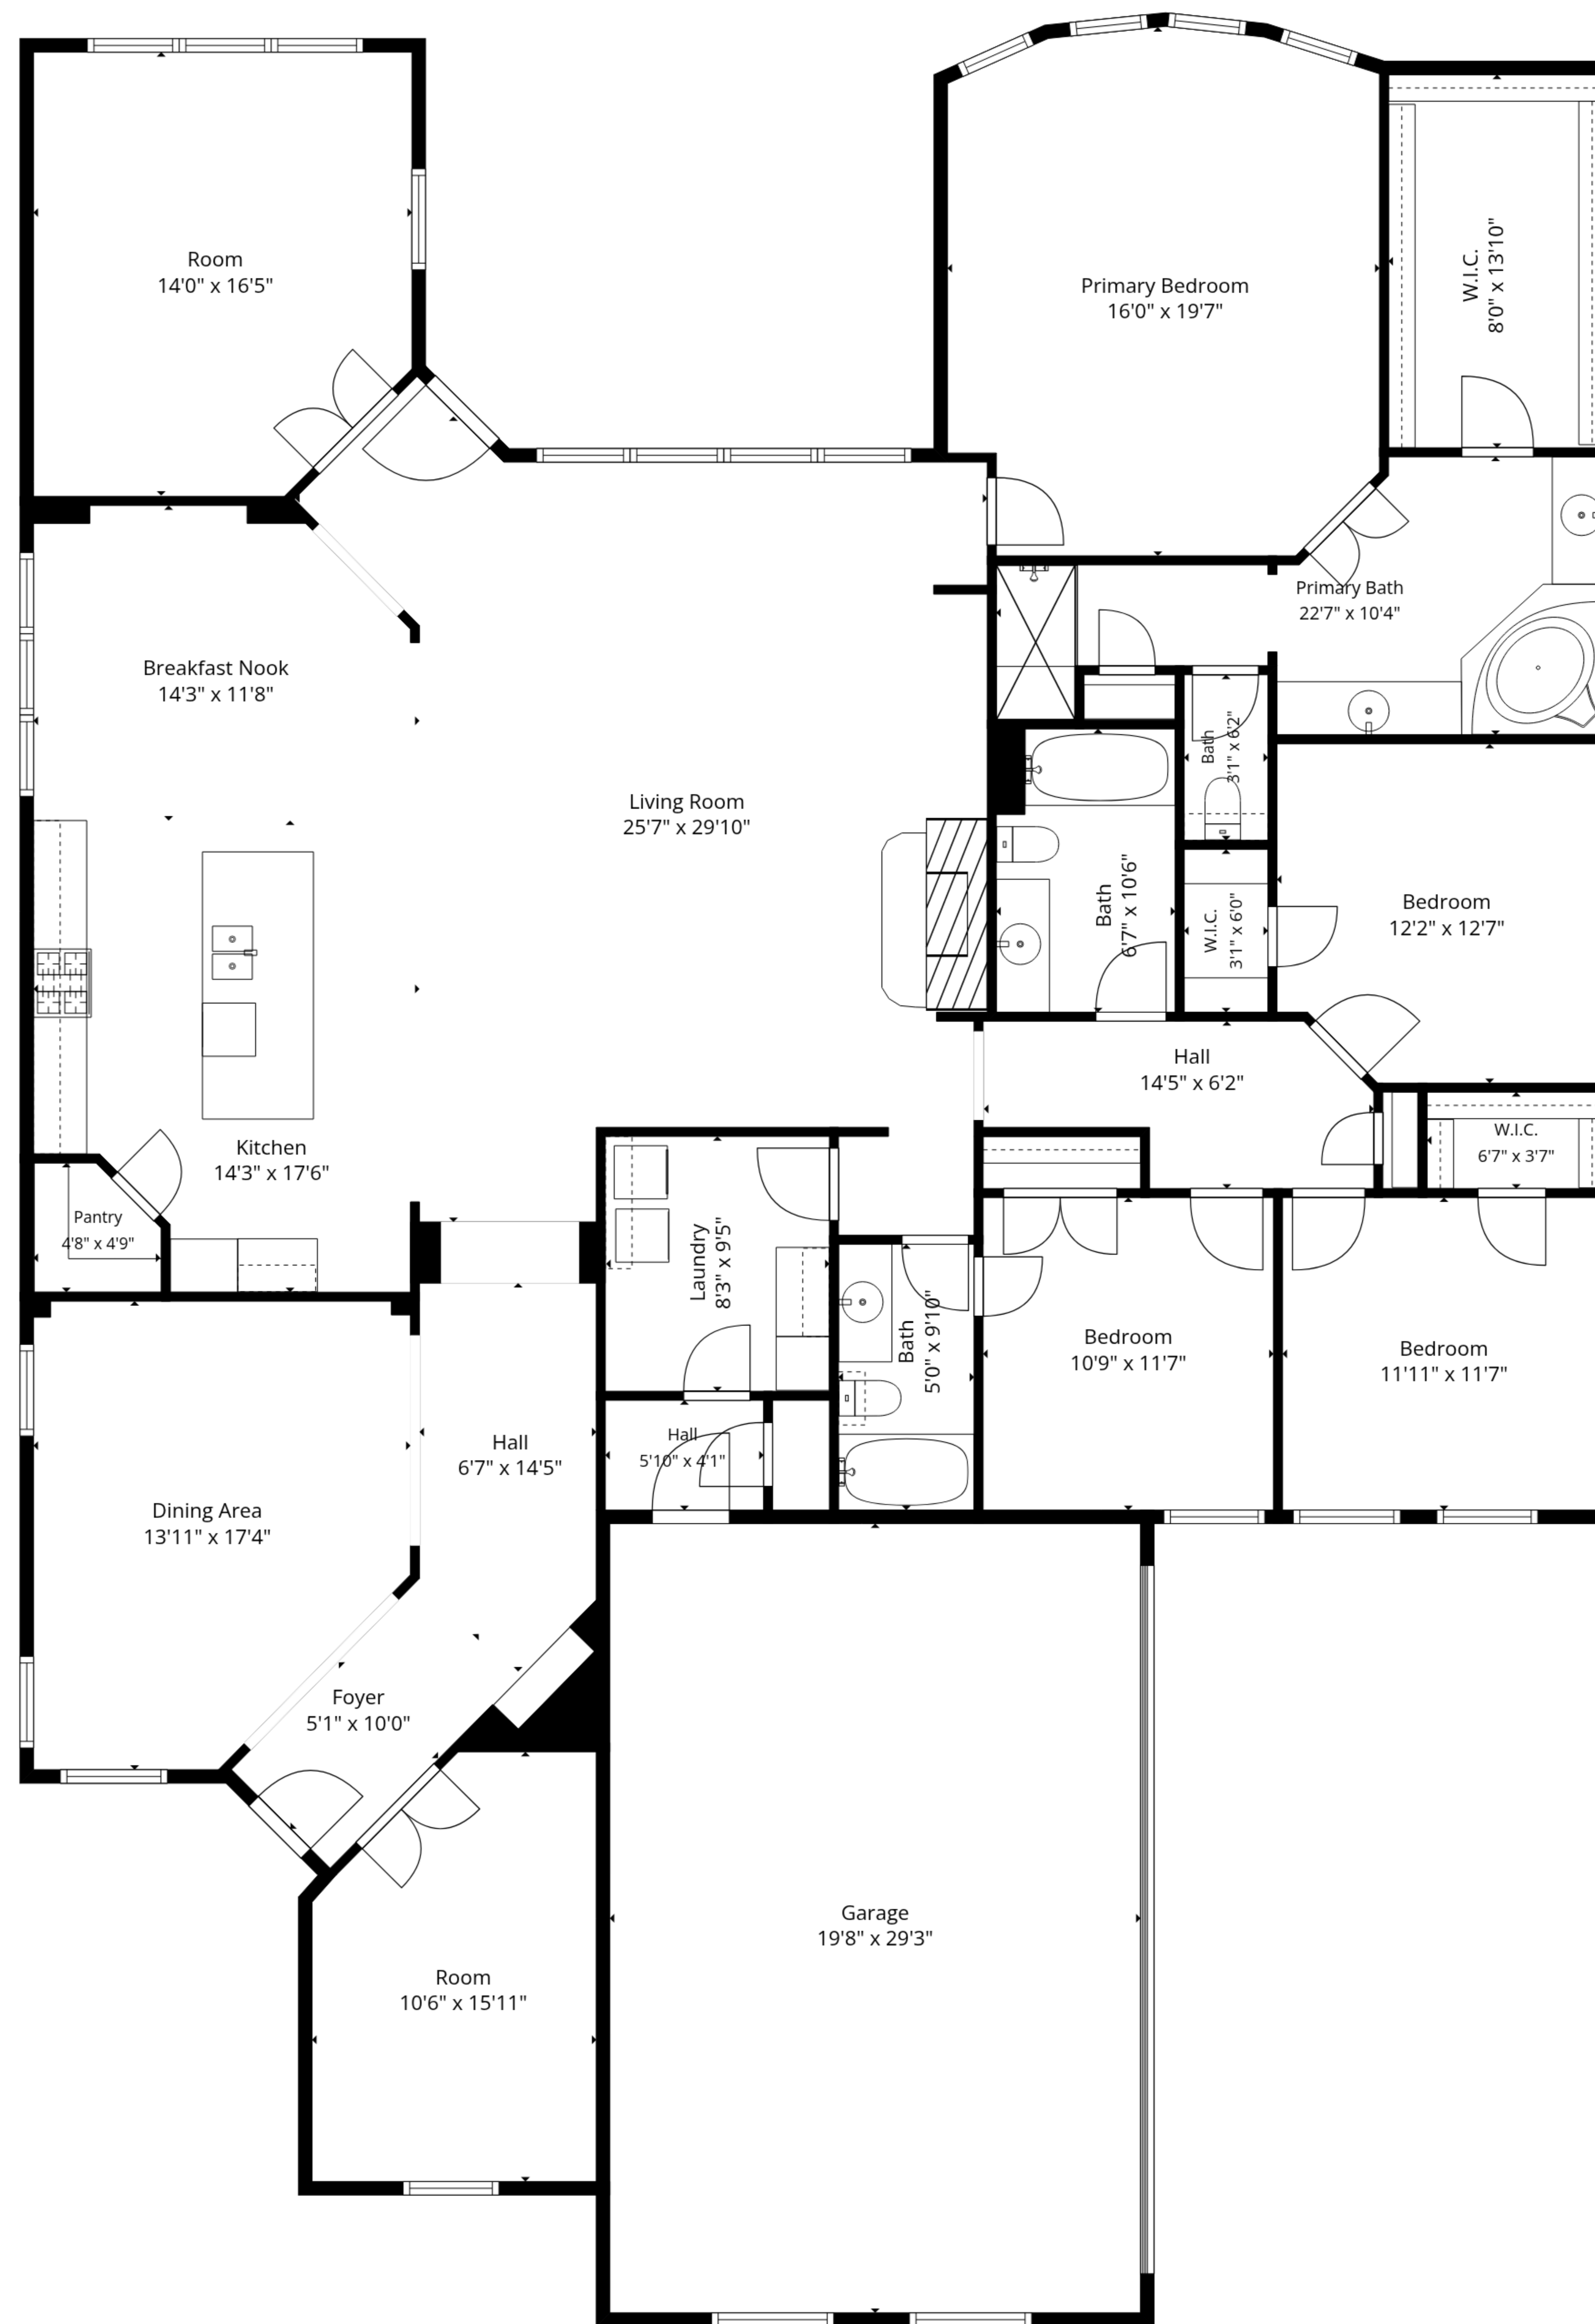 Room
14'0" x 16'5"
Primary Bedroom
16'0" x 19'7"
W.I.C.
8'0" x 13'10"
Primary Bath
22'7" x 10'4"
Breakfast Nook
14'3" x 11'8"
Living Room
25'7" x 29'10"
Bath
3'1" x 6'2"
Bath
6'7" x 10'6"
W.I.C.
3'1" x 6'0"
Bedroom
12'2" x 12'7"
Hall
14'5" x 6'2"
Kitchen
14'3" x 17'6"
W.I.C.
6'7" x 3'7"
Pantry
4'8" x 4'9"
Laundry
8'3" x 9'5"
Bath
5'0" x 9'10"
Bedroom
10'9" x 11'7"
Bedroom
11'11" x 11'7"
Hall
6'7" x 14'5"
Hall
5'10" x 4'1"
Dining Area
13'11" x 17'4"
Foyer
5'1" x 10'0"
Garage
19'8" x 29'3"
Room
10'6" x 15'11"